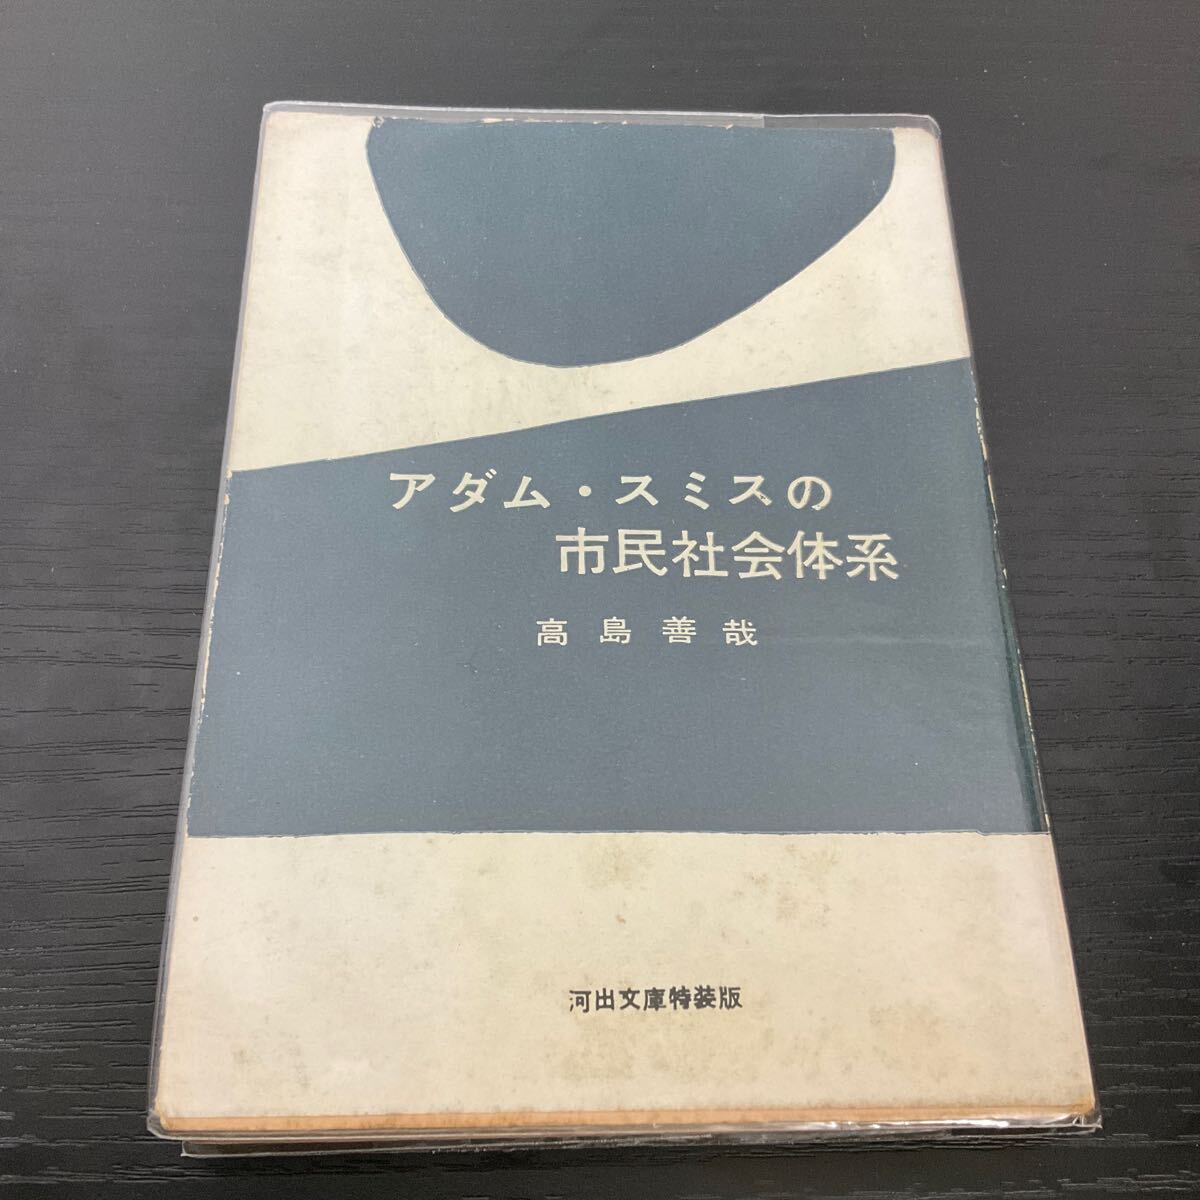 アダム・スミスの
市民社会体系
高島善哉
河出文庫特装版